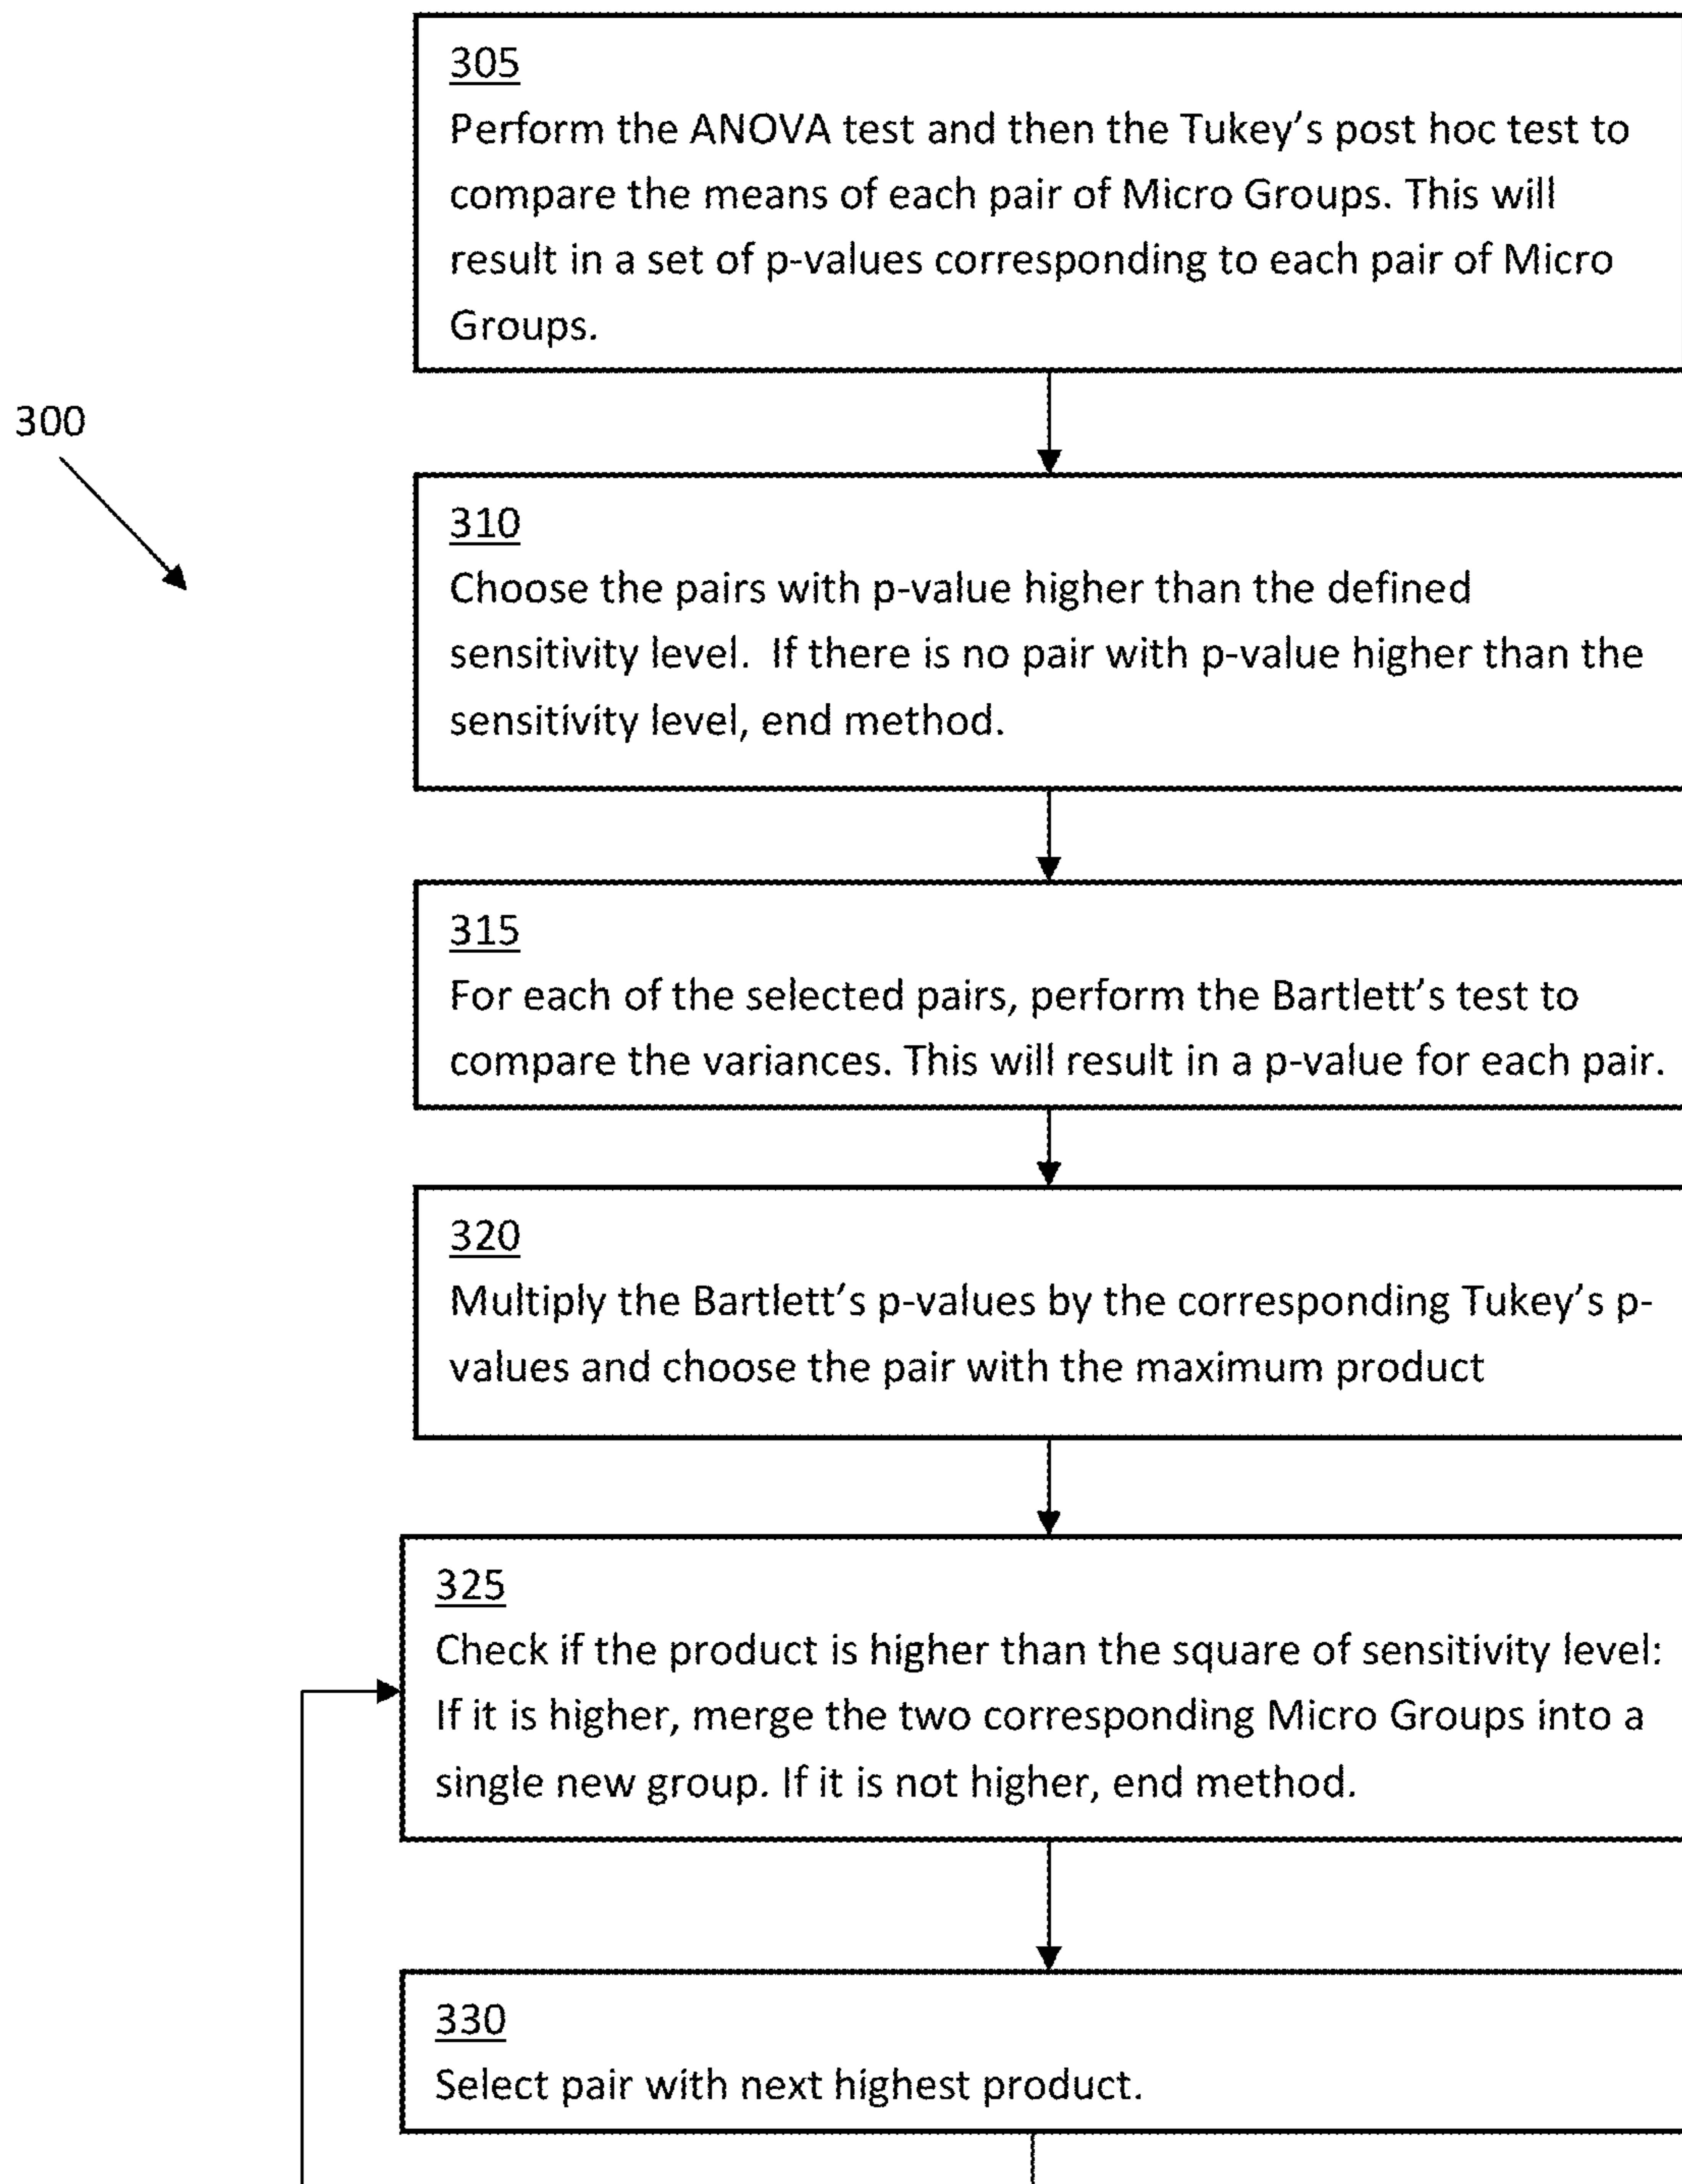 305
Perform the ANOVA test and then the Tukey's post hoc test to
compare the means of each pair of Micro Groups. This will
result in a set of p-values corresponding to each pair of Micro
Groups.
300
310
Choose the pairs with p-value higher than the defined
sensitivity level.  If there is no pair with p-value higher than the
sensitivity level, end method.
315
For each of the selected pairs, perform the Bartlett's test to
compare the variances. This will result in a p-value for each pair.
320
Multiply the Bartlett's p-values by the corresponding Tukey's p-
values and choose the pair with the maximum product
325
Check if the product is higher than the square of sensitivity level:
If it is higher, merge the two corresponding Micro Groups into a
single new group. If it is not higher, end method.
330
Select pair with next highest product.